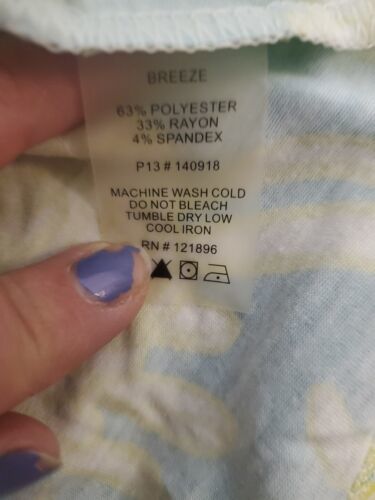 BREEZE
63% POLYESTER
33% RAYON
4% SPANDEX
P13 # 140918
MACHINE WASH COLD
DO NOT BLEACH
TUMBLE DRY LOW
COOL IRON
RN # 121896